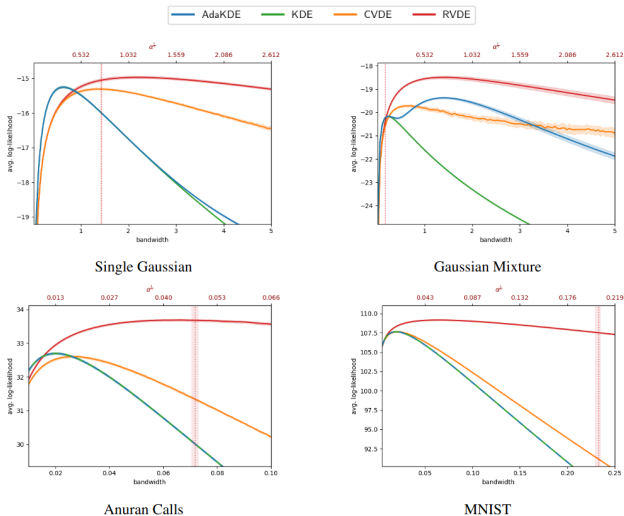 AdaKDE KDE CVDE RVDE
α^{1/d}
0.532 1.032 1.559 2.086 2.612
avg. log-likelihood
−15
−16
−17
−18
−19
1 2 3 4 5
bandwidth
Single Gaussian
α^{1/d}
0.532 1.032 1.559 2.086 2.612
avg. log-likelihood
−18
−19
−20
−21
−22
−23
−24
1 2 3 4 5
bandwidth
Gaussian Mixture
α^{1/d}
0.013 0.027 0.040 0.053 0.066
avg. log-likelihood
34
33
32
31
30
0.02 0.04 0.06 0.08 0.10
bandwidth
Anuran Calls
α^{1/d}
0.043 0.087 0.132 0.176 0.219
avg. log-likelihood
110.0
107.5
105.0
102.5
100.0
97.5
95.0
92.5
0.05 0.10 0.15 0.20 0.25
bandwidth
MNIST